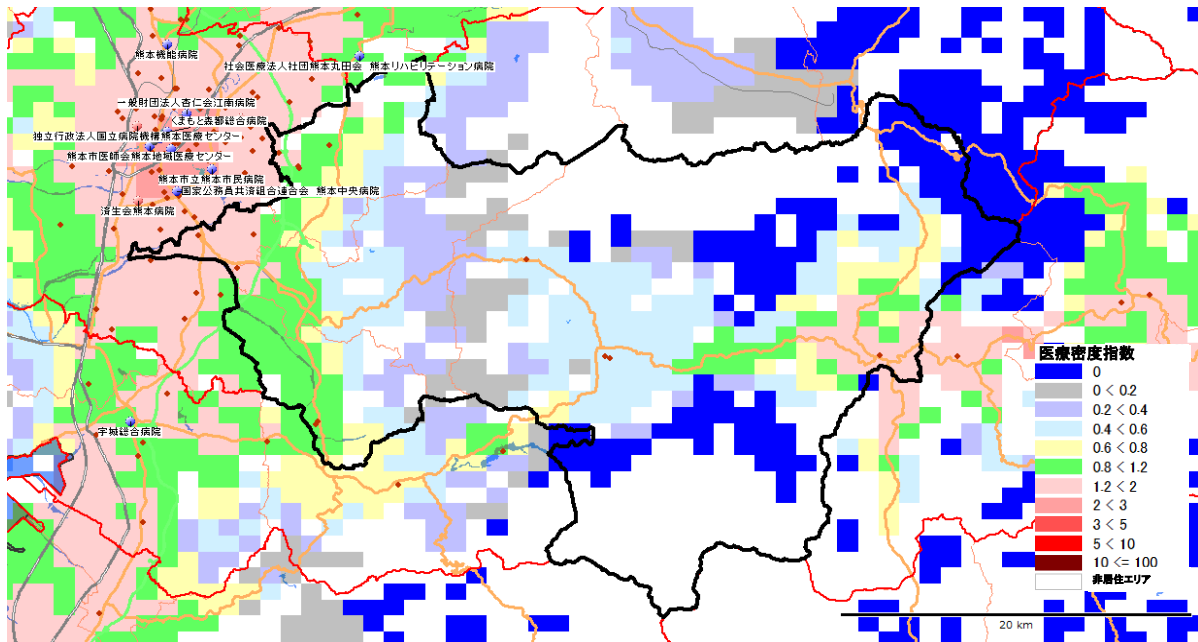 熊本機能病院
社会医療法人社団熊本丸田会 熊本リハビリテーション病院
一般財団法人杏仁会江南病院
くまもと森都総合病院
独立行政法人国立病院機構熊本医療センター
熊本市医師会熊本地域医療センター
熊本市立熊本市民病院
国家公務員共済組合連合会 熊本中央病院
済生会熊本病院
宇城総合病院
医療密度指数
0
0 < 0.2
0.2 < 0.4
0.4 < 0.6
0.6 < 0.8
0.8 < 1.2
1.2 < 2
2 < 3
3 < 5
5 < 10
10 <= 100
非居住エリア
20 km